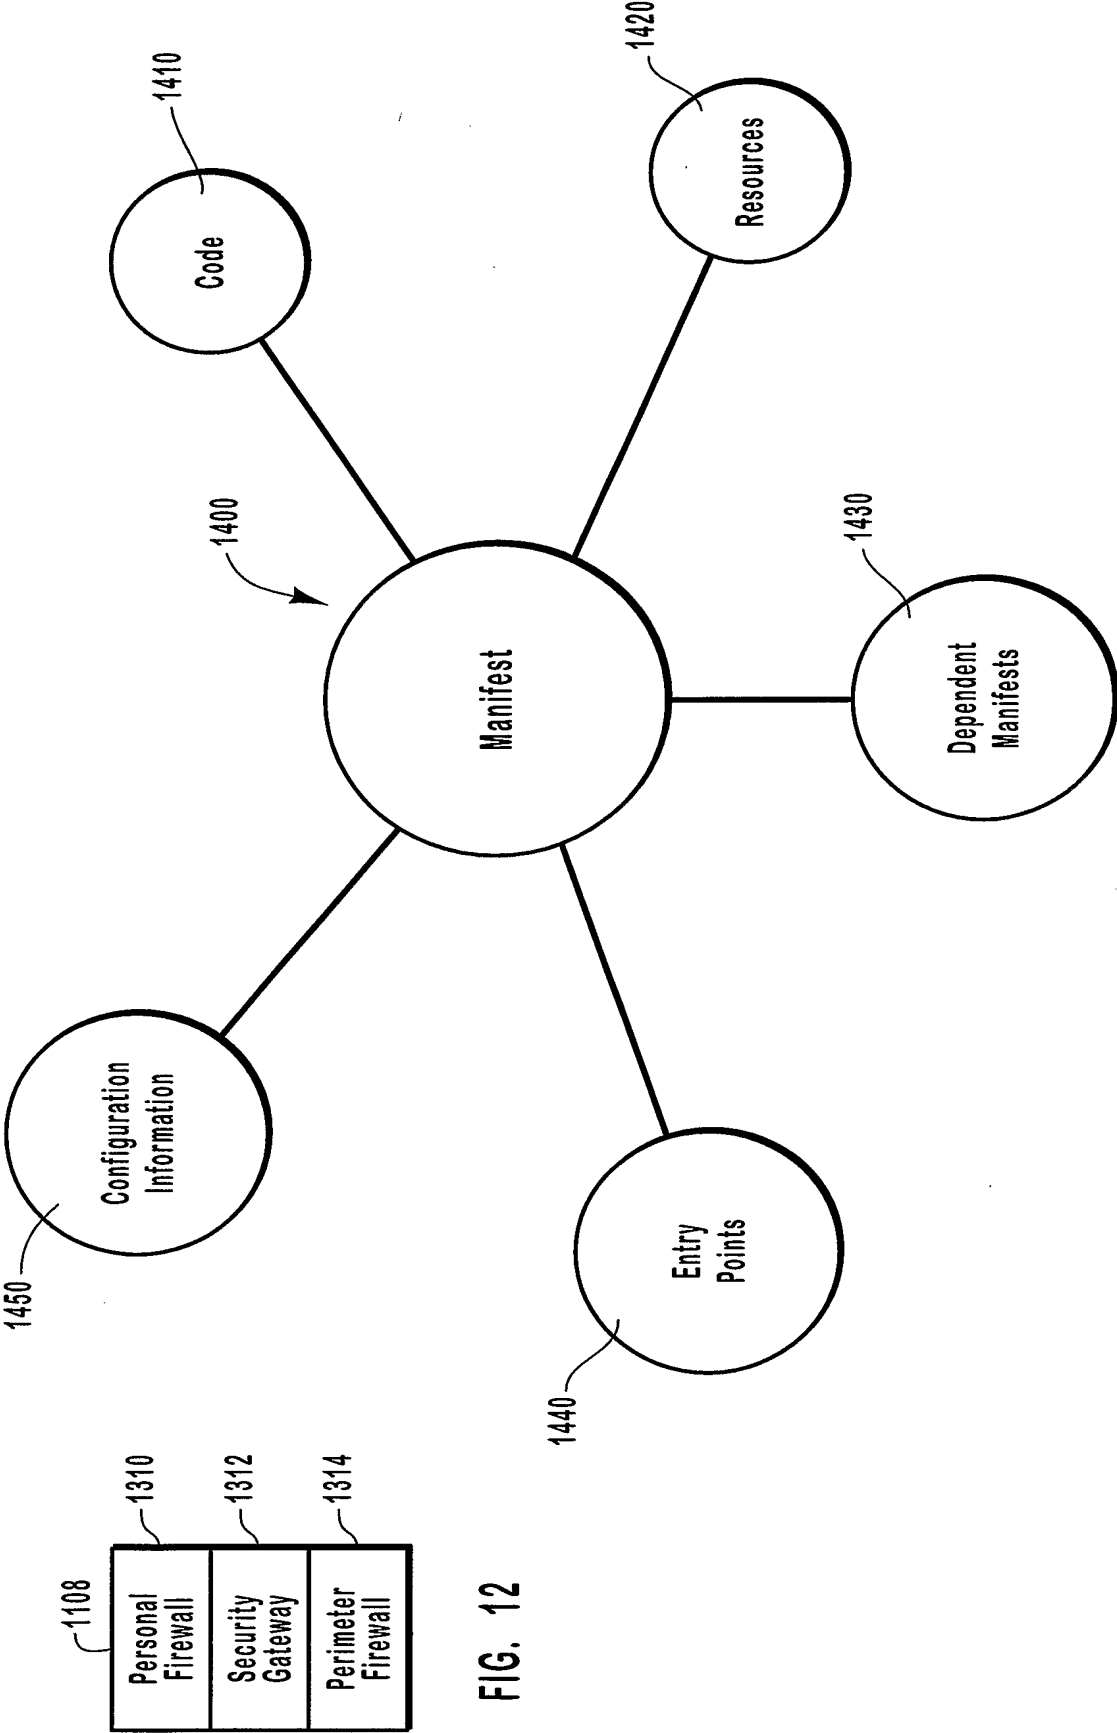 1108
Personal
Firewall
1310
Security
Gateway
1312
Perimeter
Firewall
1314
FIG. 12
1450
Configuration
Information
1410
Code
1400
Manifest
1440
Entry
Points
1420
Resources
1430
Dependent
Manifests